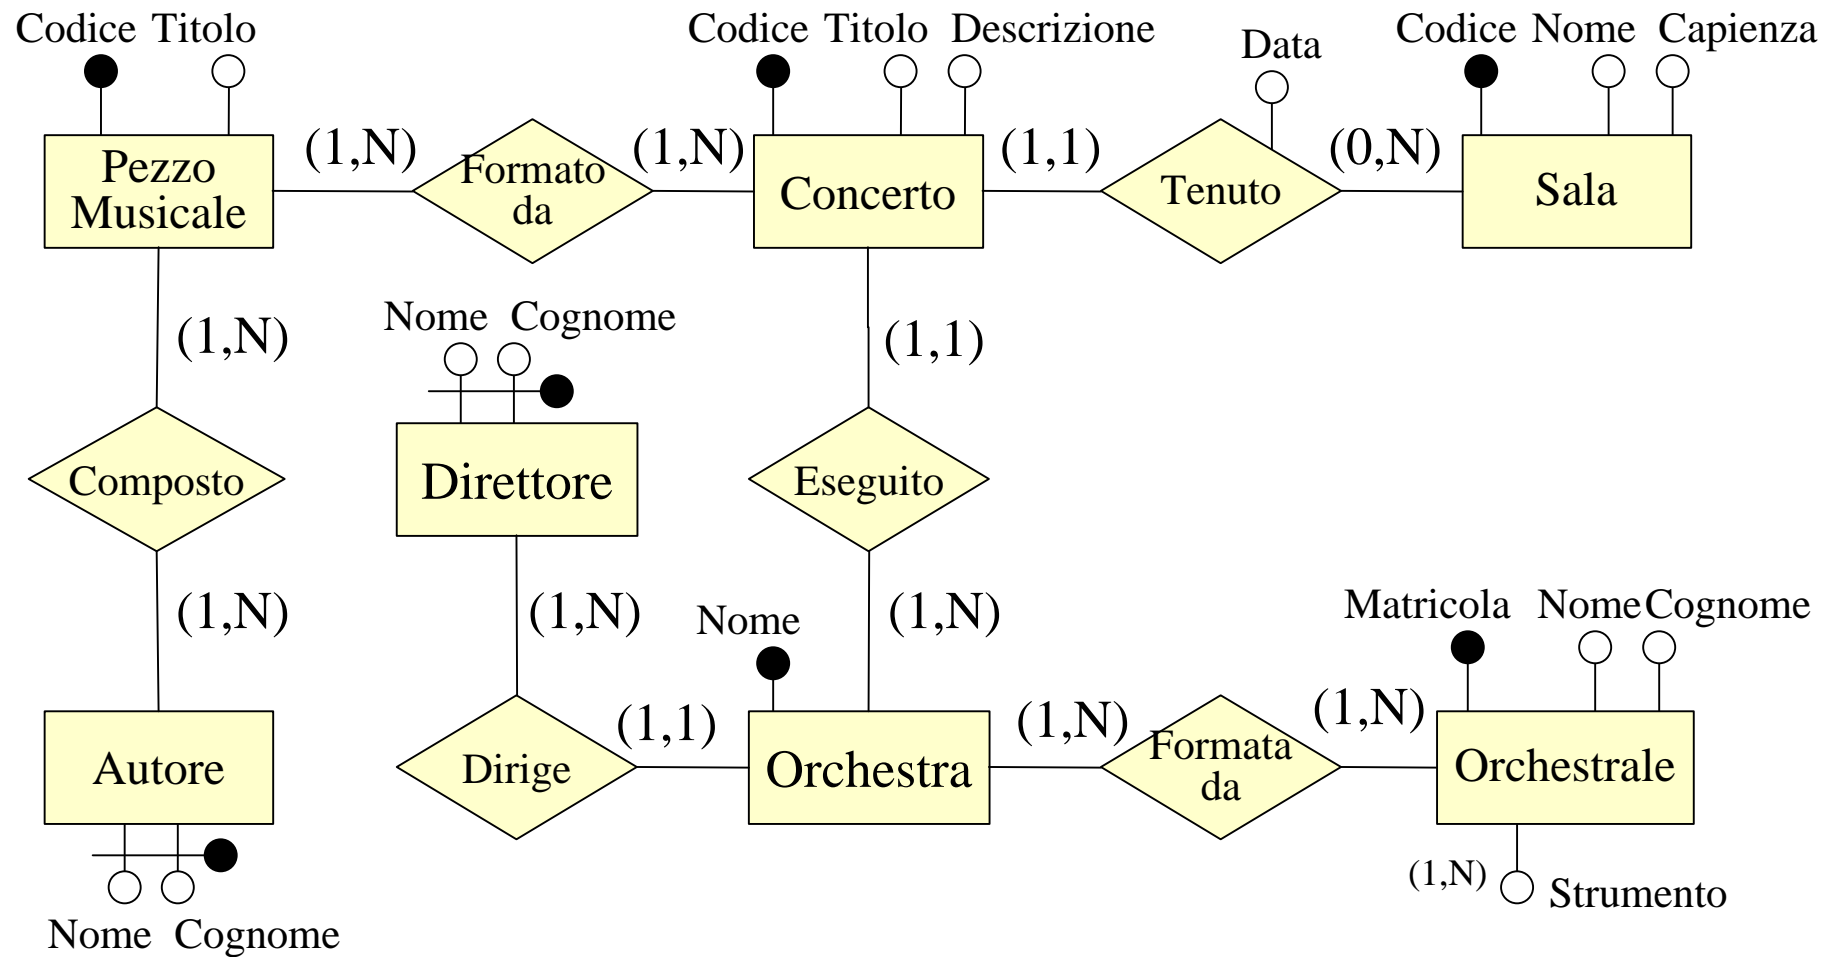 Codice Titolo
Codice Titolo Descrizione
Data
Codice Nome Capienza
Pezzo
Musicale
(1,N)
Formato
da
(1,N)
Concerto
(1,1)
Tenuto
(0,N)
Sala
(1,N)
Nome Cognome
(1,1)
Composto
Direttore
Eseguito
(1,N)
(1,N)
Nome
(1,N)
Matricola Nome Cognome
Autore
Dirige
(1,1)
Orchestra
(1,N)
Formata
da
(1,N)
Orchestrale
(1,N)
Strumento
Nome Cognome